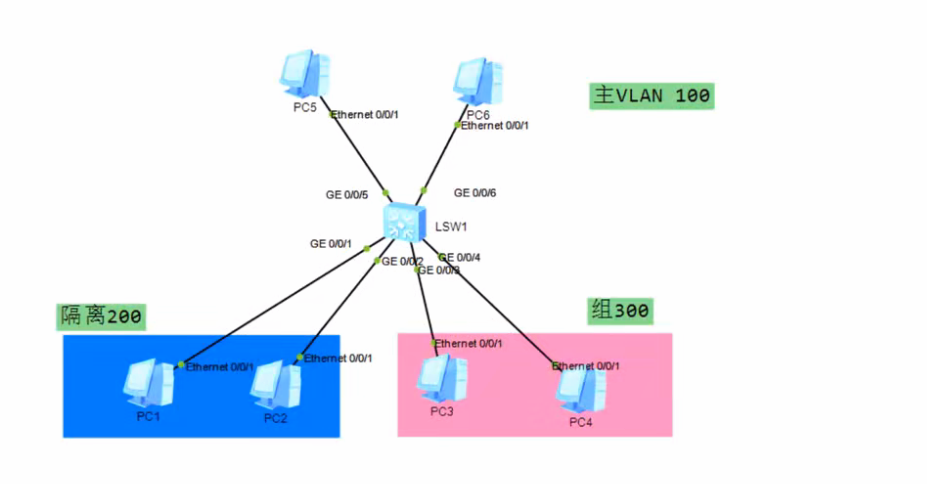 主VLAN 100
PC5
PC6
Ethernet 0/0/1
Ethernet 0/0/1
GE 0/0/5
GE 0/0/6
LSW1
GE 0/0/1
GE 0/0/2
GE 0/0/4
GE 0/0/3
隔离200
组300
Ethernet 0/0/1
Ethernet 0/0/1
Ethernet 0/0/1
Ethernet 0/0/1
PC1
PC2
PC3
PC4